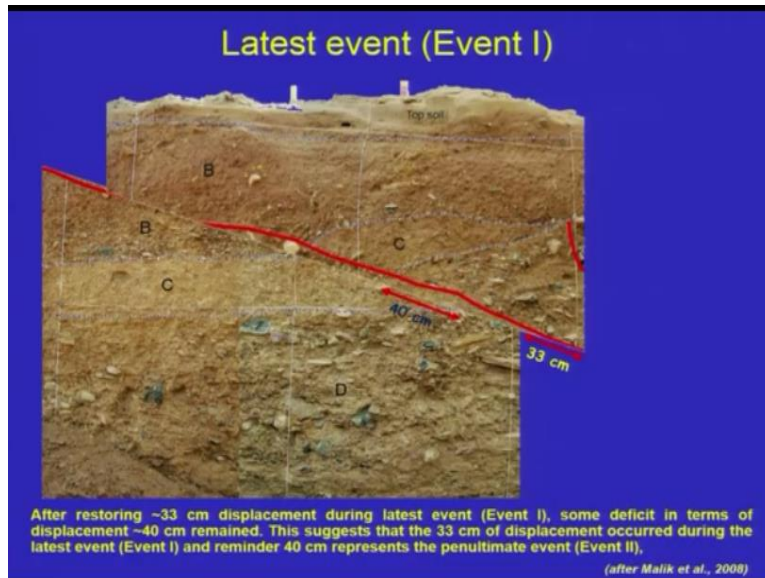 Latest event (Event I)
Top soil
B
B
C
C
40 cm
33 cm
D
After restoring ~33 cm displacement during latest event (Event I), some deficit in terms of
displacement ~40 cm remained. This suggests that the 33 cm of displacement occurred during the
latest event (Event I) and reminder 40 cm represents the penultimate event (Event II),
(after Malik et al., 2008)